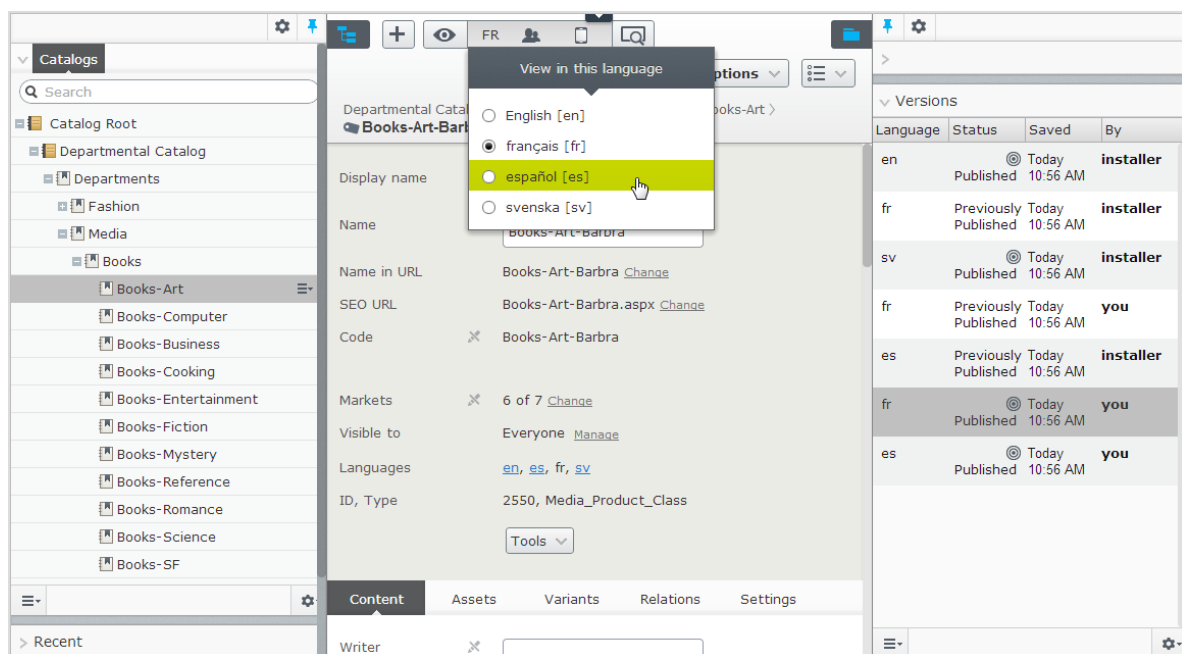 Catalogs
Search
Catalog Root
Departmental Catalog
Departments
Fashion
Media
Books
Books-Art
Books-Computer
Books-Business
Books-Cooking
Books-Entertainment
Books-Fiction
Books-Mystery
Books-Reference
Books-Romance
Books-Science
Books-SF
Recent
FR
View in this language
English [en]
français [fr]
español [es]
svenska [sv]
ptions
Departmental Catal
ooks-Art >
Books-Art-Barb
Display name
Name
Books-Art-Barbra
Name in URL Books-Art-Barbra Change
SEO URL Books-Art-Barbra.aspx Change
Code Books-Art-Barbra
Markets 6 of 7 Change
Visible to Everyone Manage
Languages en, es, fr, sv
ID, Type 2550, Media_Product_Class
Tools
Content Assets Variants Relations Settings
Writer
Versions
Language Status Saved By
en Today installer
Published 10:56 AM
fr Previously Today installer
Published 10:56 AM
sv Today installer
Published 10:56 AM
fr Previously Today you
Published 10:56 AM
es Previously Today installer
Published 10:56 AM
fr Today you
Published 10:56 AM
es Today you
Published 10:56 AM